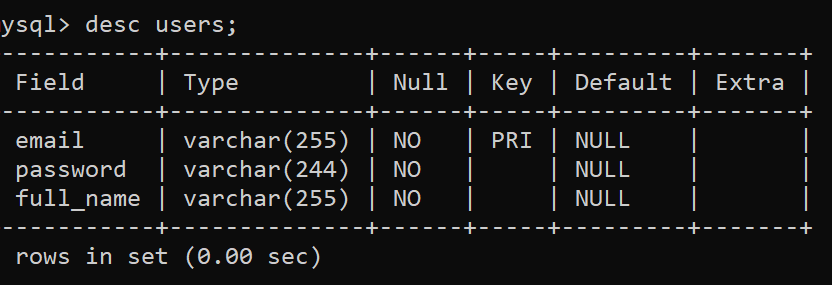 ysql> desc users;
-----------+--------------+------+-----+---------+-------+
Field     | Type         | Null | Key | Default | Extra |
-----------+--------------+------+-----+---------+-------+
email     | varchar(255) | NO   | PRI | NULL    |       |
password  | varchar(244) | NO   |     | NULL    |       |
full_name | varchar(255) | NO   |     | NULL    |       |
-----------+--------------+------+-----+---------+-------+
rows in set (0.00 sec)